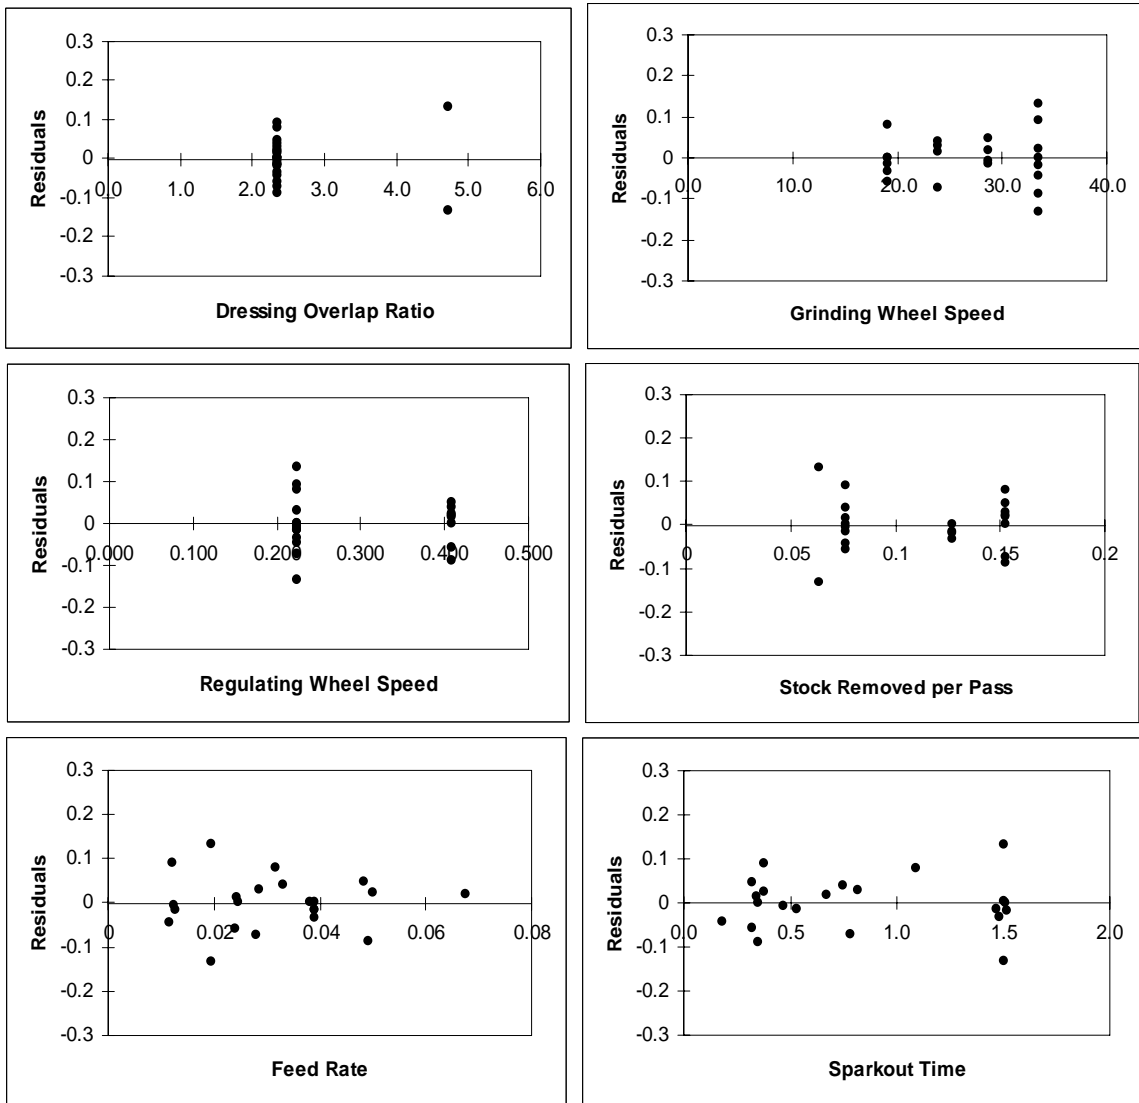 0.3
0.2
0.1
0
-0.1
-0.2
-0.3
0.0 1.0 2.0 3.0 4.0 5.0 6.0
Residuals
Dressing Overlap Ratio
0.3
0.2
0.1
0
-0.1
-0.2
-0.3
0.0 10.0 20.0 30.0 40.0
Residuals
Grinding Wheel Speed
0.3
0.2
0.1
0
-0.1
-0.2
-0.3
0.000 0.100 0.200 0.300 0.400 0.500
Residuals
Regulating Wheel Speed
0.3
0.2
0.1
0
-0.1
-0.2
-0.3
0 0.05 0.1 0.15 0.2
Residuals
Stock Removed per Pass
0.3
0.2
0.1
0
-0.1
-0.2
-0.3
0 0.02 0.04 0.06 0.08
Residuals
Feed Rate
0.3
0.2
0.1
0
-0.1
-0.2
-0.3
0.0 0.5 1.0 1.5 2.0
Residuals
Sparkout Time